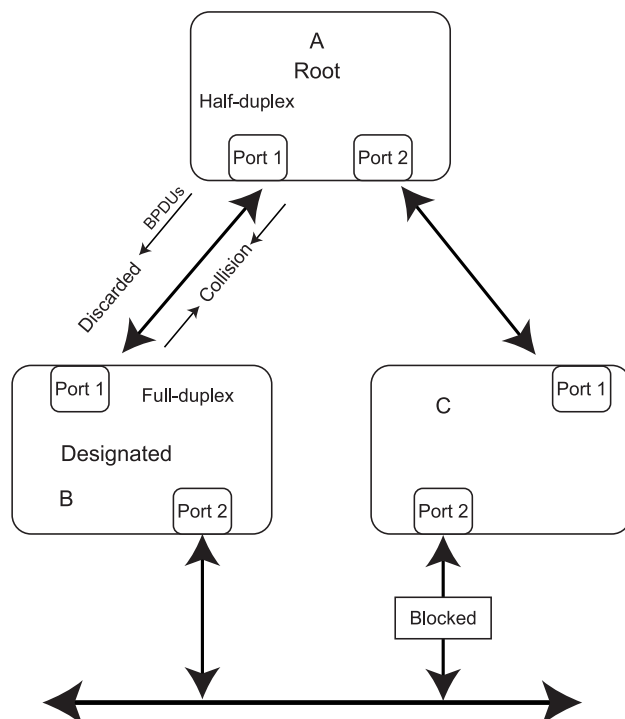 A
Root
Half-duplex
Port 1
Port 2
BPDUs
Discarded
Collision
Port 1
Full-duplex
Designated
B
Port 2
Port 1
C
Port 2
Blocked